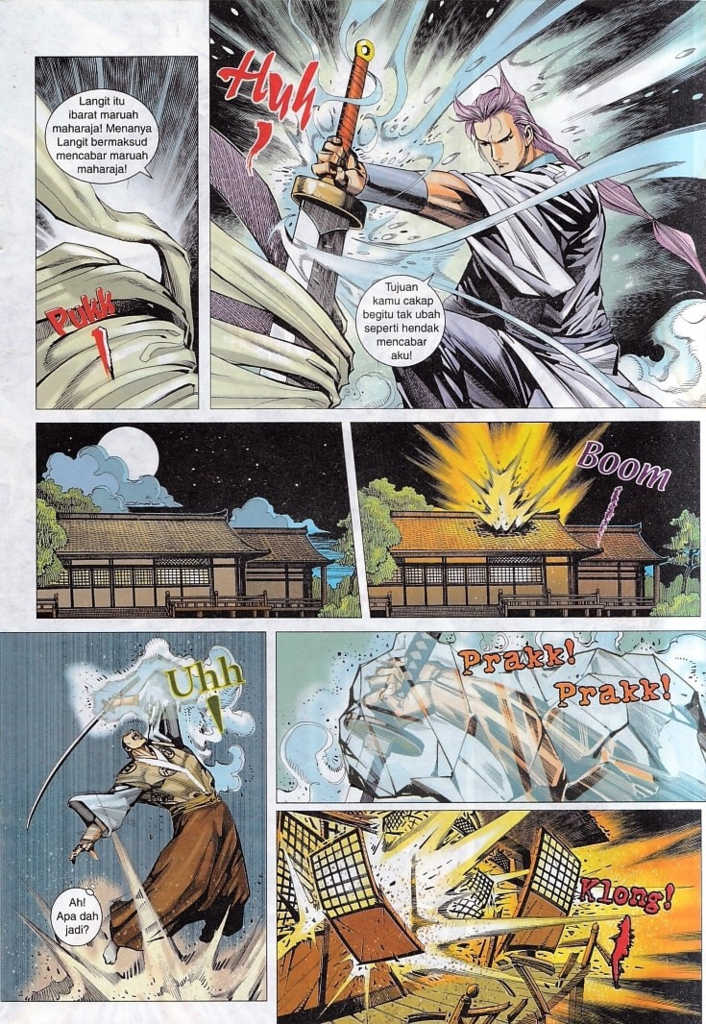 Langit itu
ibarat maruah
maharaja! Menanya
Langit bermaksud
mencabar maruah
maharaja!
Pukk!
Huh!
Tujuan
kamu cakap
begitu tak ubah
seperti hendak
mencabar
aku!
Boom!
Uhh!
Ah!
Apa dah
jadi?
Prakk!
Prakk!
Klong!
!